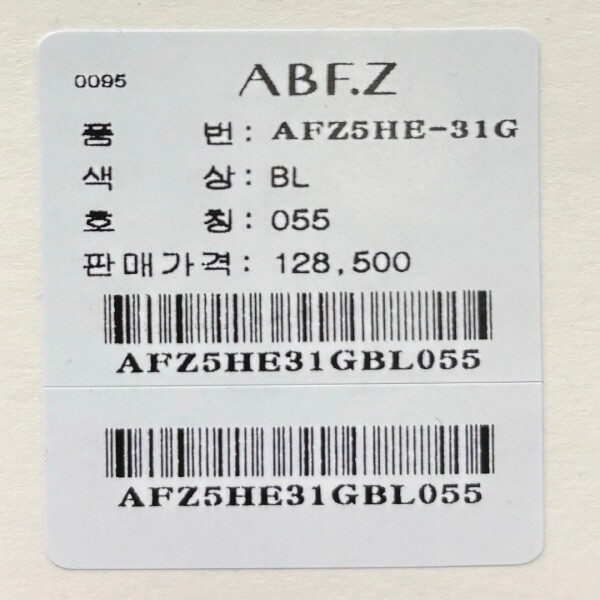 0095 ABF.Z
품 번 : AFZ5HE-31G
색 상 : BL
호 칭 : 055
판매가격 : 128,500
AFZ5HE31GBL055
AFZ5HE31GBL055